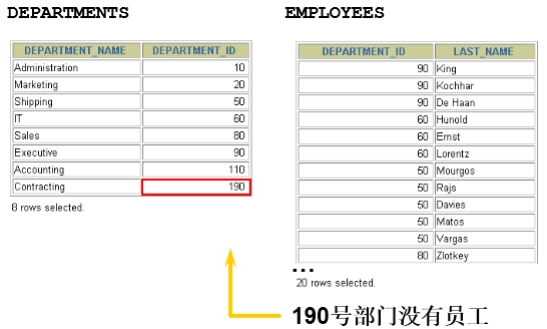 DEPARTMENTS
DEPARTMENT_NAME DEPARTMENT_ID
Administration 10
Marketing 20
Shipping 50
IT 60
Sales 80
Executive 90
Accounting 110
Contracting 190
8 rows selected.
EMPLOYEES
DEPARTMENT_ID LAST_NAME
90 King
90 Kochhar
90 De Haan
60 Hunold
60 Ernst
60 Lorentz
50 Mourgos
50 Rajs
50 Davies
50 Matos
50 Vargas
80 Zlotkey
...
20 rows selected.
190号部门没有员工